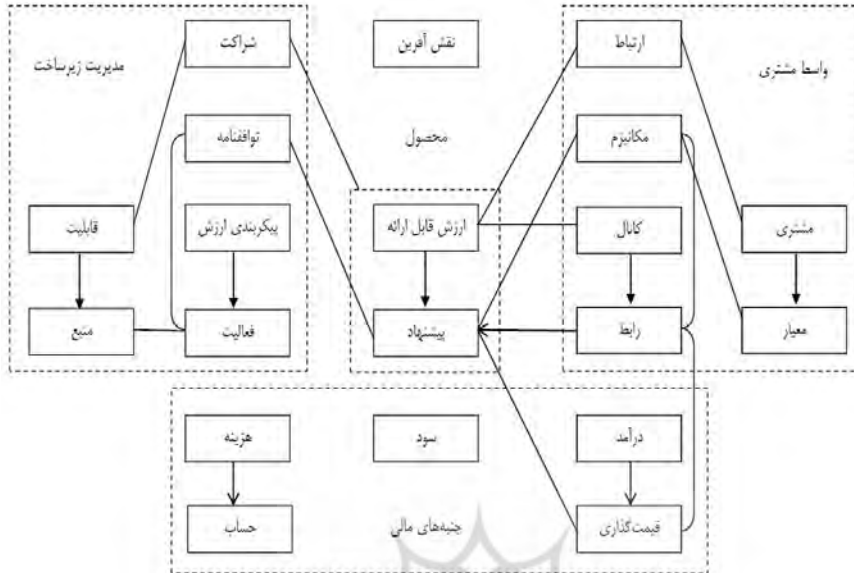 واسط مشتری
ارتباط
نقش آفرین
شراکت
مدیریت زیرساخت
مکانیزم
محصول
توافقنامه
مشتری
کانال
ارزش قابل ارائه
پیکربندی ارزش
قابلیت
معیار
رابط
پیشنهاد
فعالیت
منبع
درآمد
سود
هزینه
قیمت‌گذاری
جنبه‌های مالی
حساب